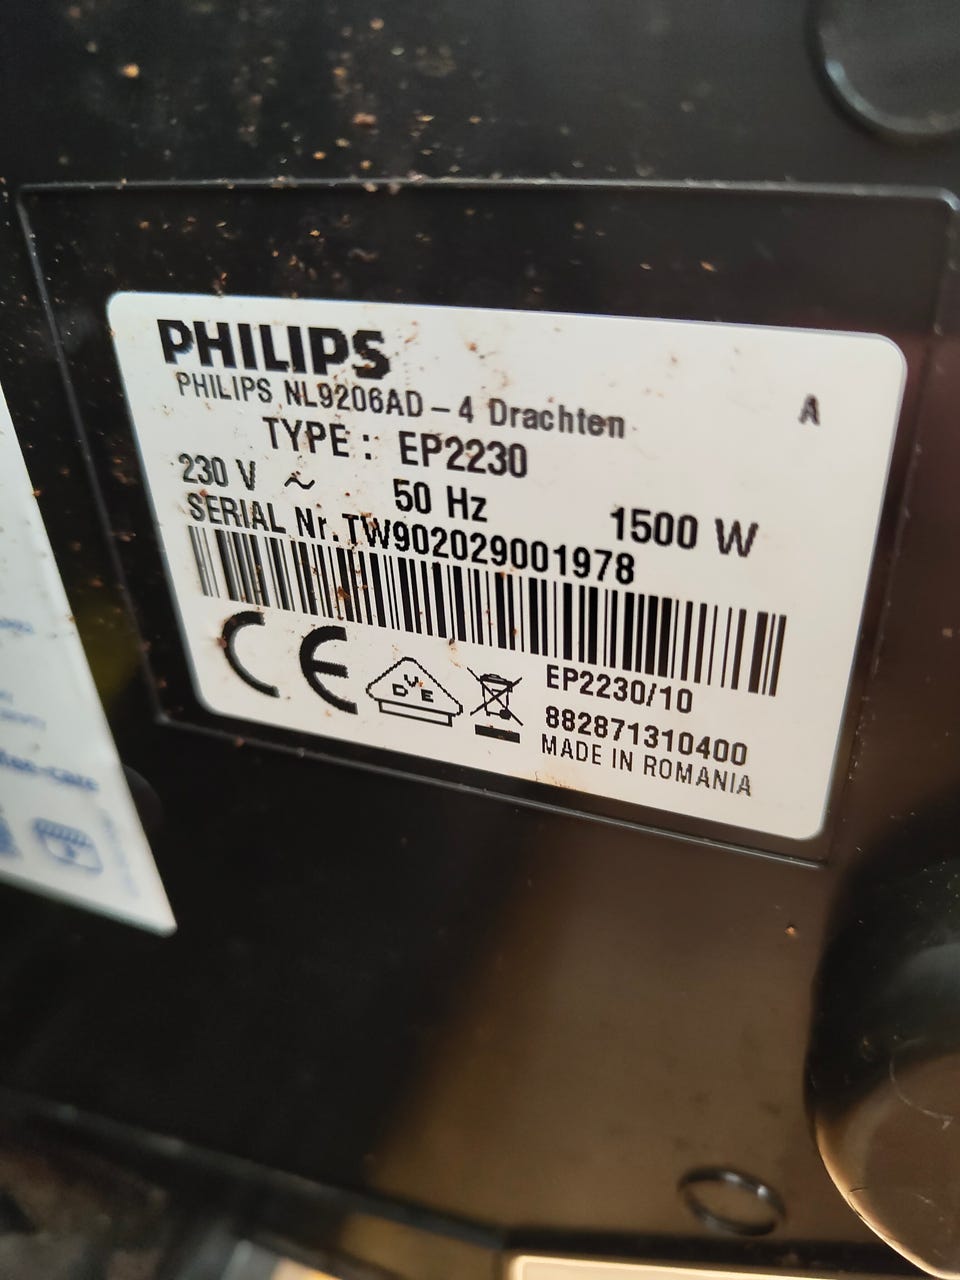 PHILIPS
PHILIPS NL9206AD – 4 Drachten
A
TYPE : EP2230
230 V ~ 50 Hz 1500 W
SERIAL Nr.TW902029001978
CE
VDE
EP2230/10
882871310400
MADE IN ROMANIA